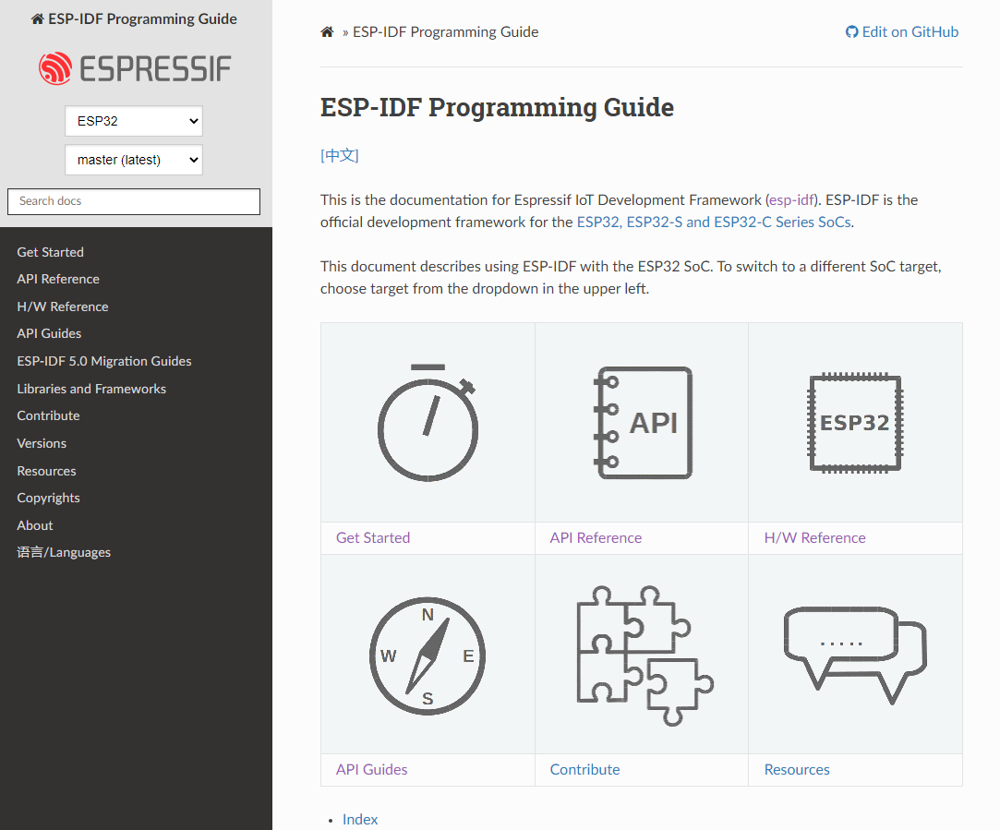 ESP-IDF Programming Guide
ESPRESSIF
ESP32
master (latest)
Search docs
Get Started
API Reference
H/W Reference
API Guides
ESP-IDF 5.0 Migration Guides
Libraries and Frameworks
Contribute
Versions
Resources
Copyrights
About
语言/Languages
» ESP-IDF Programming Guide
Edit on GitHub
ESP-IDF Programming Guide
[中文]
This is the documentation for Espressif IoT Development Framework (esp-idf). ESP-IDF is the
official development framework for the ESP32, ESP32-S and ESP32-C Series SoCs.
This document describes using ESP-IDF with the ESP32 SoC. To switch to a different SoC target,
choose target from the dropdown in the upper left.
API
ESP32
Get Started
API Reference
H/W Reference
N
W
E
S
.....
API Guides
Contribute
Resources
• Index